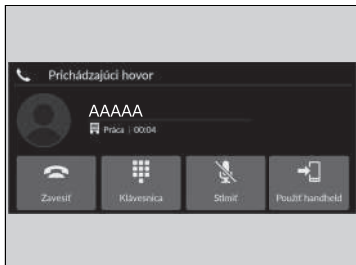 Prichádzajúci hovor
AAAAA
Práca | 00:04
Zavesiť
Klávesnica
Stlmiť
Použiť handheld